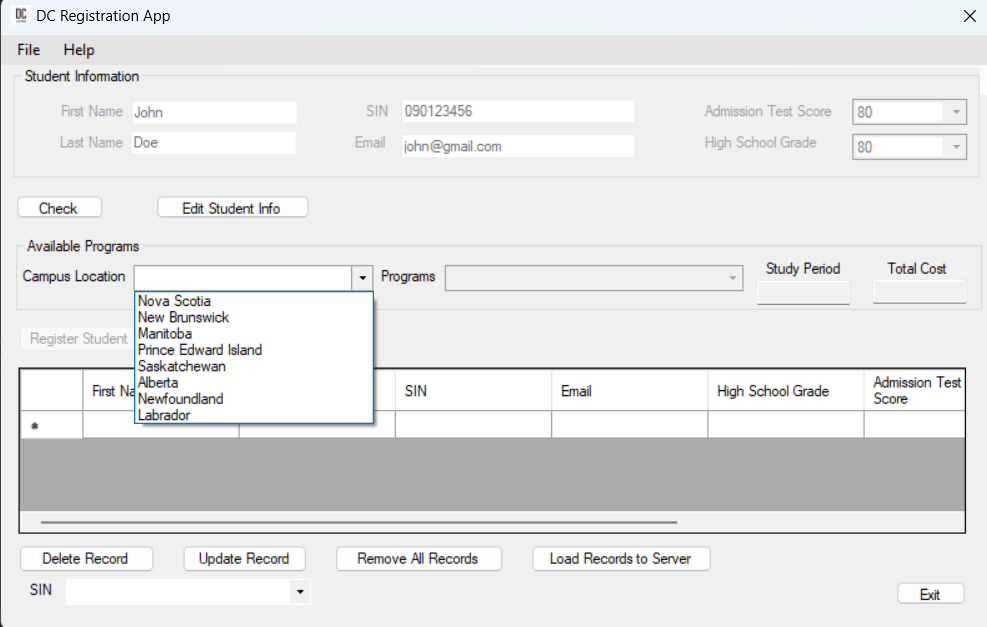 DC DC Registration App
File Help
Student Information
First Name John SIN 090123456 Admission Test Score 80
Last Name Doe Email john@gmail.com High School Grade 80
Check Edit Student Info
Available Programs
Campus Location Programs Study Period Total Cost
Nova Scotia
New Brunswick
Manitoba
Prince Edward Island
Saskatchewan
Alberta
Newfoundland
Labrador
Register Student
First Na SIN Email High School Grade Admission Test
Score
*
Delete Record Update Record Remove All Records Load Records to Server
SIN
Exit